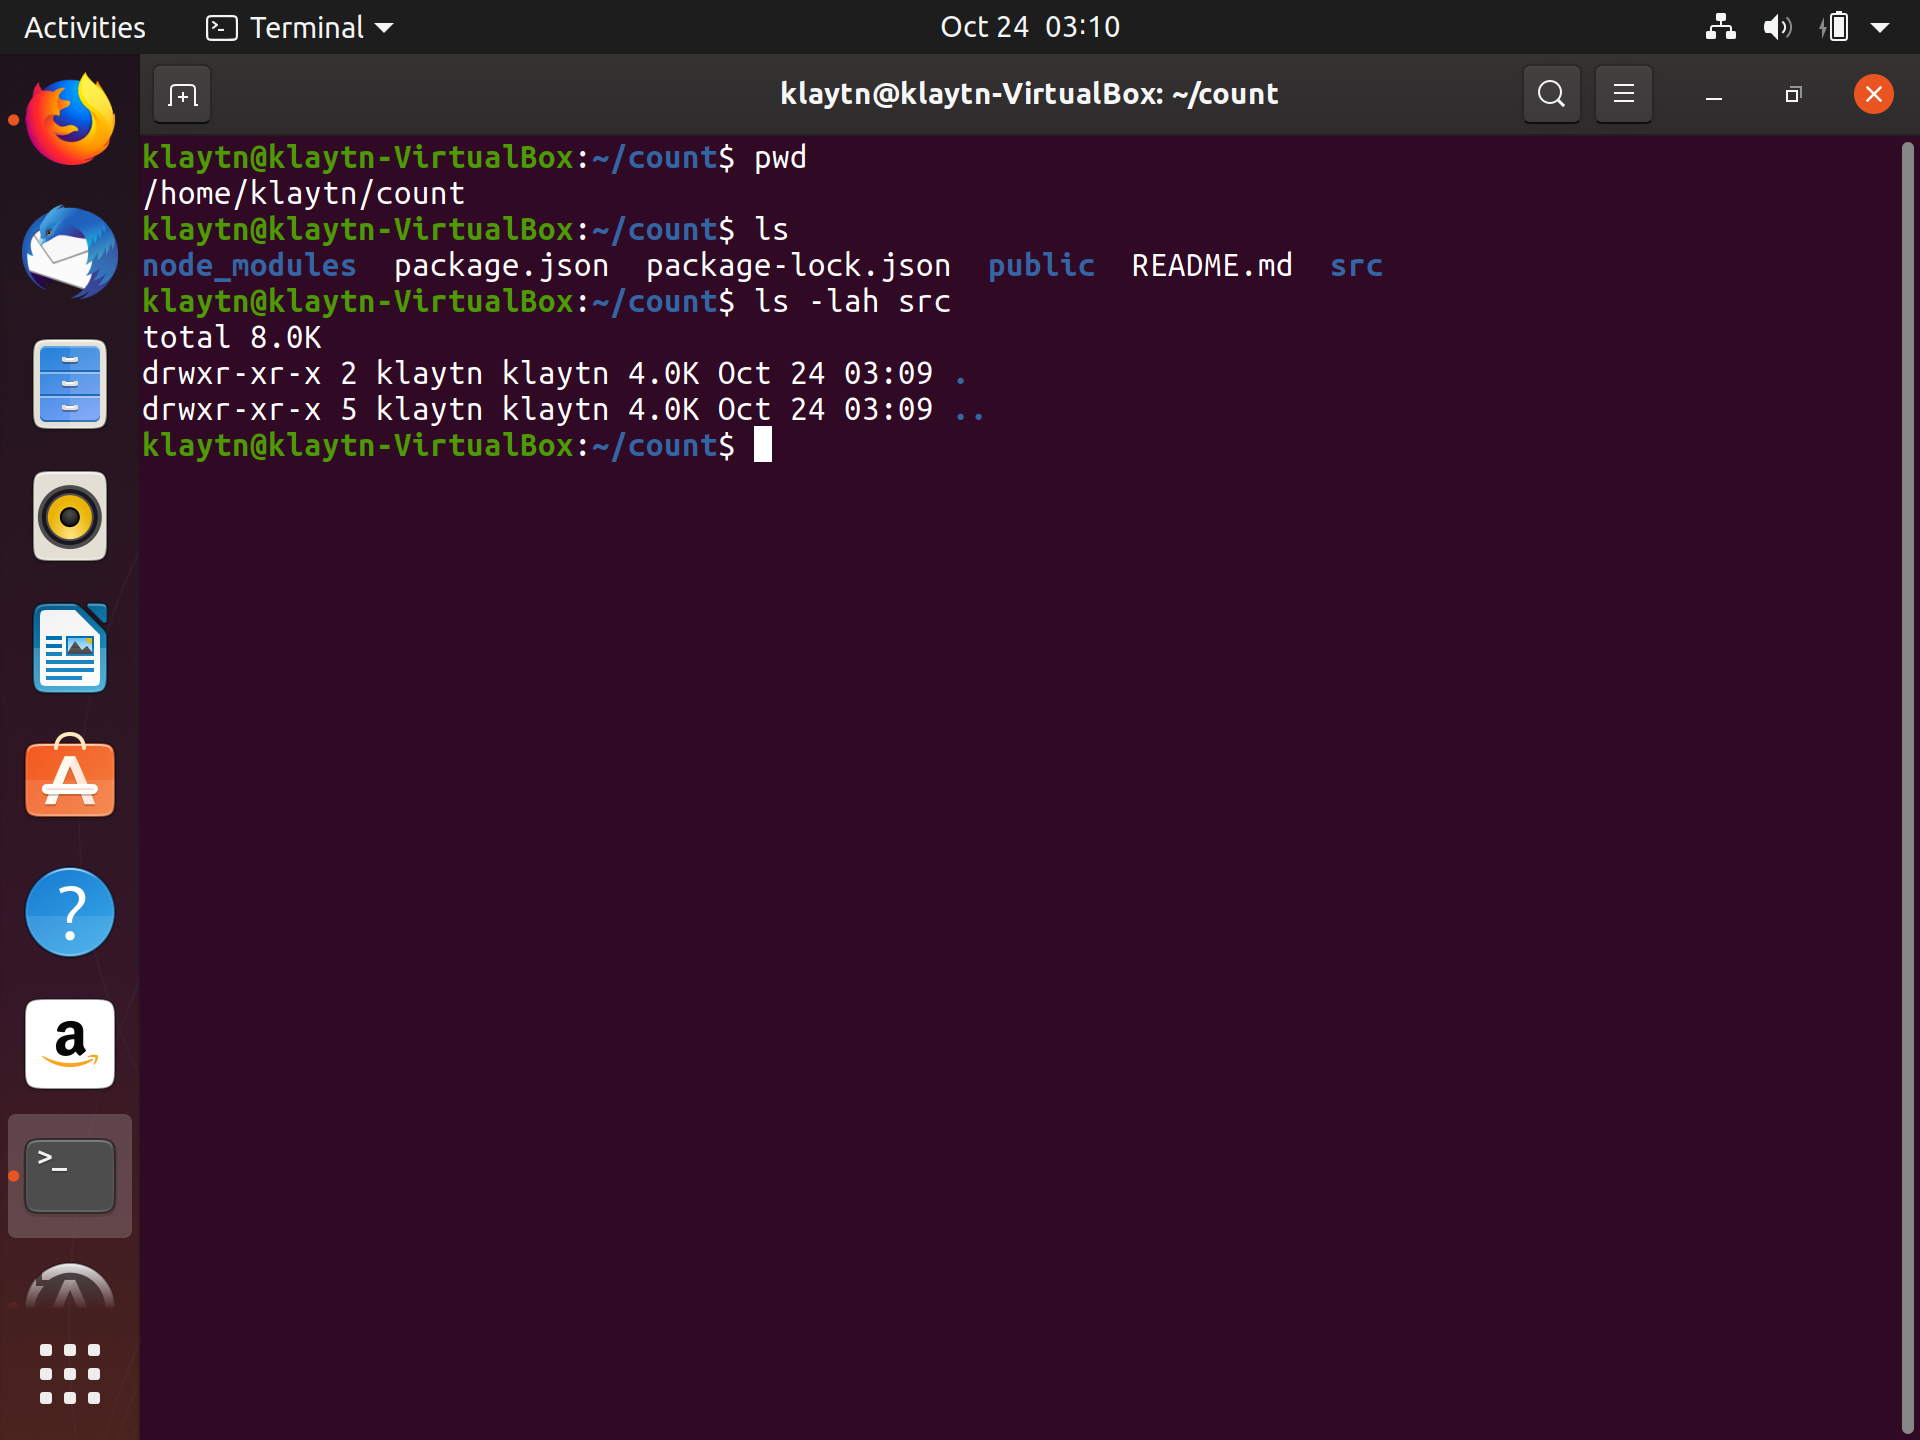 Activities Terminal Oct 24 03:10
klaytn@klaytn-VirtualBox: ~/count
klaytn@klaytn-VirtualBox:~/count$ pwd
/home/klaytn/count
klaytn@klaytn-VirtualBox:~/count$ ls
node_modules package.json package-lock.json public README.md src
klaytn@klaytn-VirtualBox:~/count$ ls -lah src
total 8.0K
drwxr-xr-x 2 klaytn klaytn 4.0K Oct 24 03:09 .
drwxr-xr-x 5 klaytn klaytn 4.0K Oct 24 03:09 ..
klaytn@klaytn-VirtualBox:~/count$